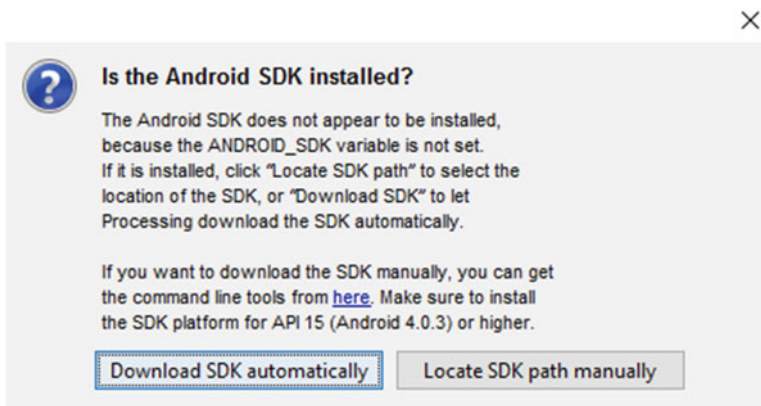 Is the Android SDK installed?
The Android SDK does not appear to be installed,
because the ANDROID_SDK variable is not set.
If it is installed, click “Locate SDK path” to select the
location of the SDK, or “Download SDK” to let
Processing download the SDK automatically.
If you want to download the SDK manually, you can get
the command line tools from here. Make sure to install
the SDK platform for API 15 (Android 4.0.3) or higher.
Download SDK automatically
Locate SDK path manually